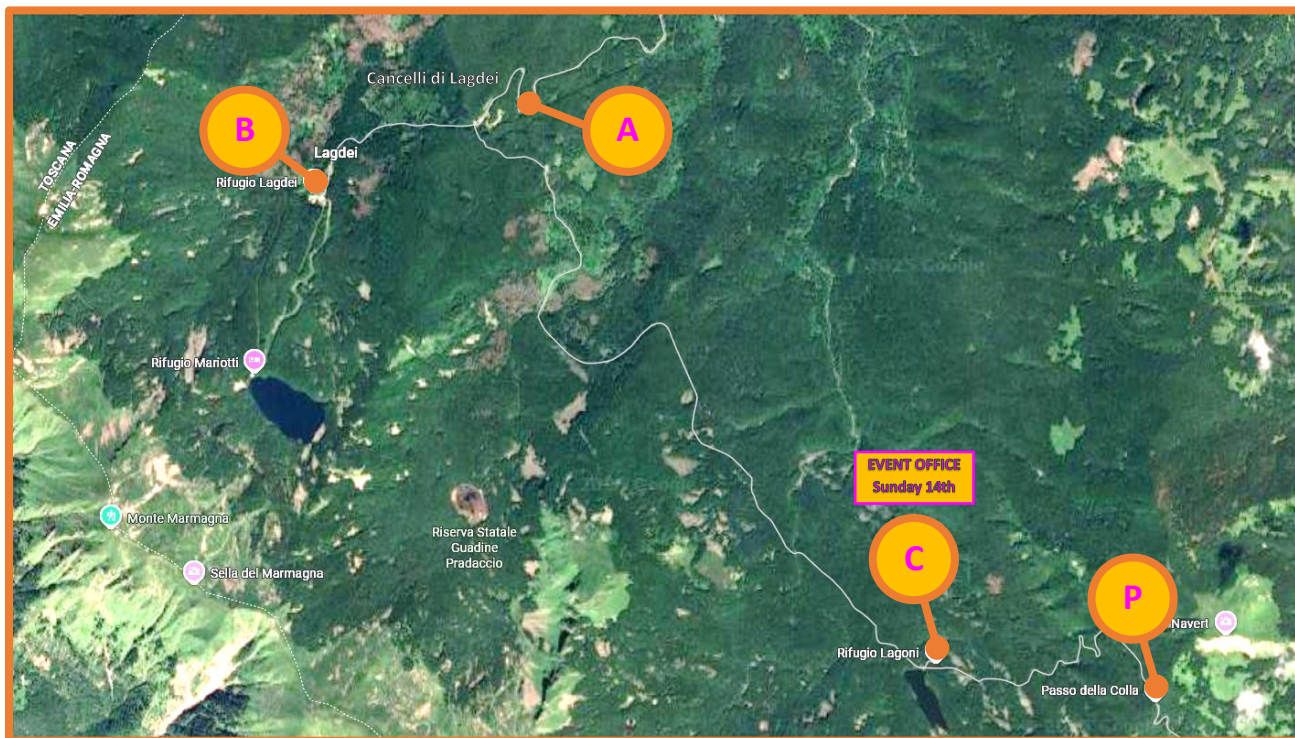 Cancelli di Lagdei
B
A
Lagdei
Rifugio Lagdei
TOSCANA
EMILIA-ROMAGNA
Rifugio Mariotti
EVENT OFFICE
Sunday 14th
Monte Marmagna
Riserva Statale
Guadine
Pradaccio
Sella del Marmagna
C
P
Navert
Rifugio Lagoni
Passo della Colla